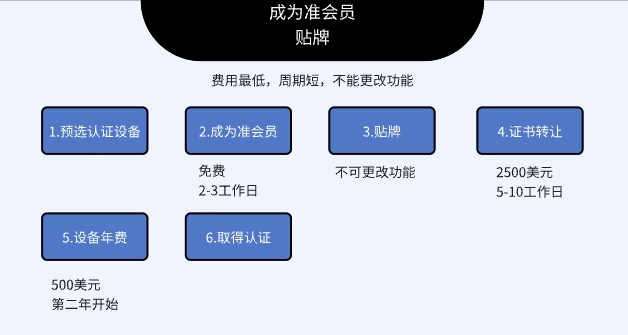 成为准会员
贴牌
费用最低，周期短，不能更改功能
1.预选认证设备
2.成为准会员
3.贴牌
4.证书转让
免费
2-3工作日
不可更改功能
2500美元
5-10工作日
5.设备年费
6.取得认证
500美元
第二年开始